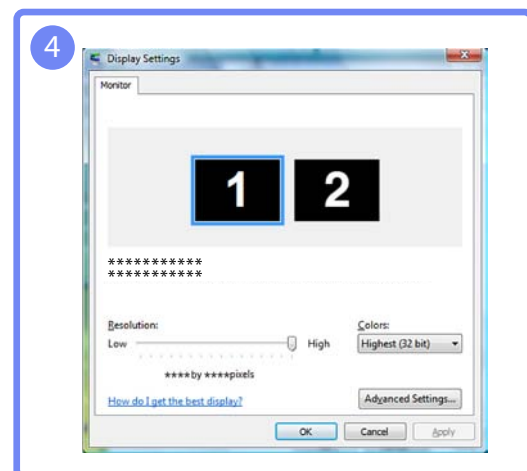 4
Display Settings
Monitor
1 2
***********
***********
Resolution: Colors:
Low High Highest (32 bit)
****by ****pixels
How do I get the best display? Advanced Settings...
OK Cancel Apply